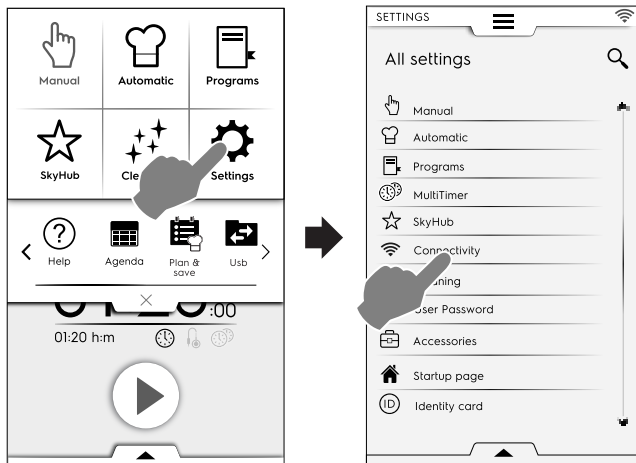 Manual
Automatic
Programs
SkyHub
Settings
Help
Agenda
Plan &
save
Usb
:00
01:20 h:m
SETTINGS
All settings
Manual
Automatic
Programs
MultiTimer
SkyHub
Connectivity
User Password
Accessories
Startup page
ID
Identity card